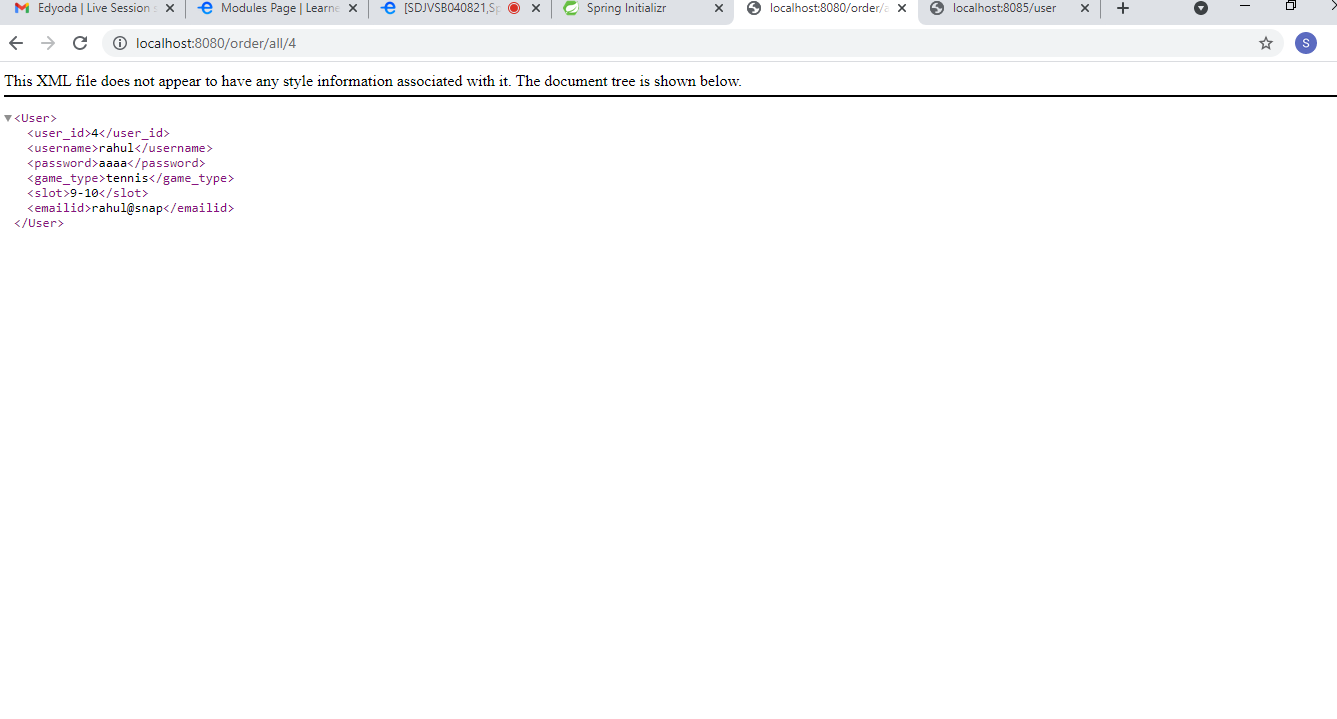 Edyoda | Live Session
Modules Page | Learne
[SDJVSB040821,Sp
Spring Initializr
localhost:8080/order/a
localhost:8085/user
localhost:8080/order/all/4
S
This XML file does not appear to have any style information associated with it. The document tree is shown below.
<User>
<user_id>4</user_id>
<username>rahul</username>
<password>aaaa</password>
<game_type>tennis</game_type>
<slot>9-10</slot>
<emailid>rahul@snap</emailid>
</User>